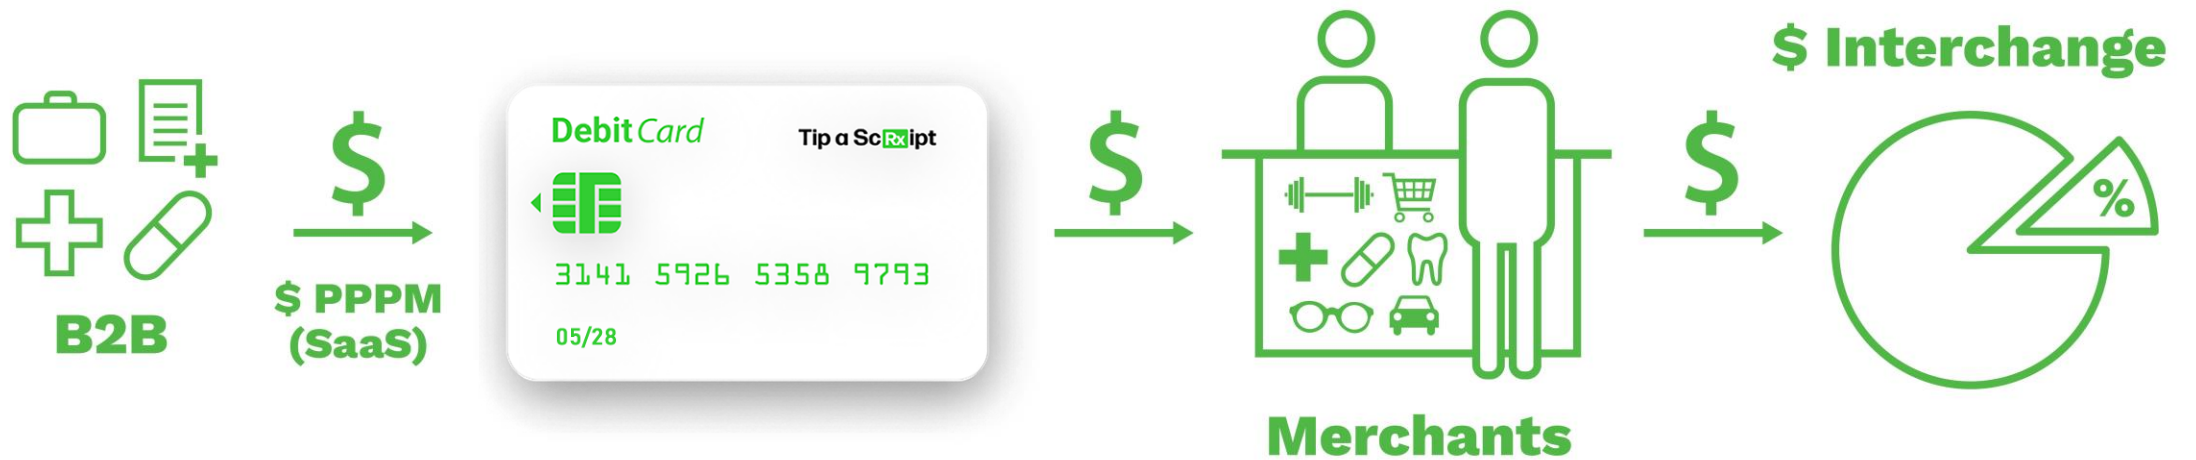 B2B
$
$ PPPM
(SaaS)
Debit Card
Tip a ScRxipt
3141 5926 5358 9793
05/28
$
Merchants
$
$ Interchange
%